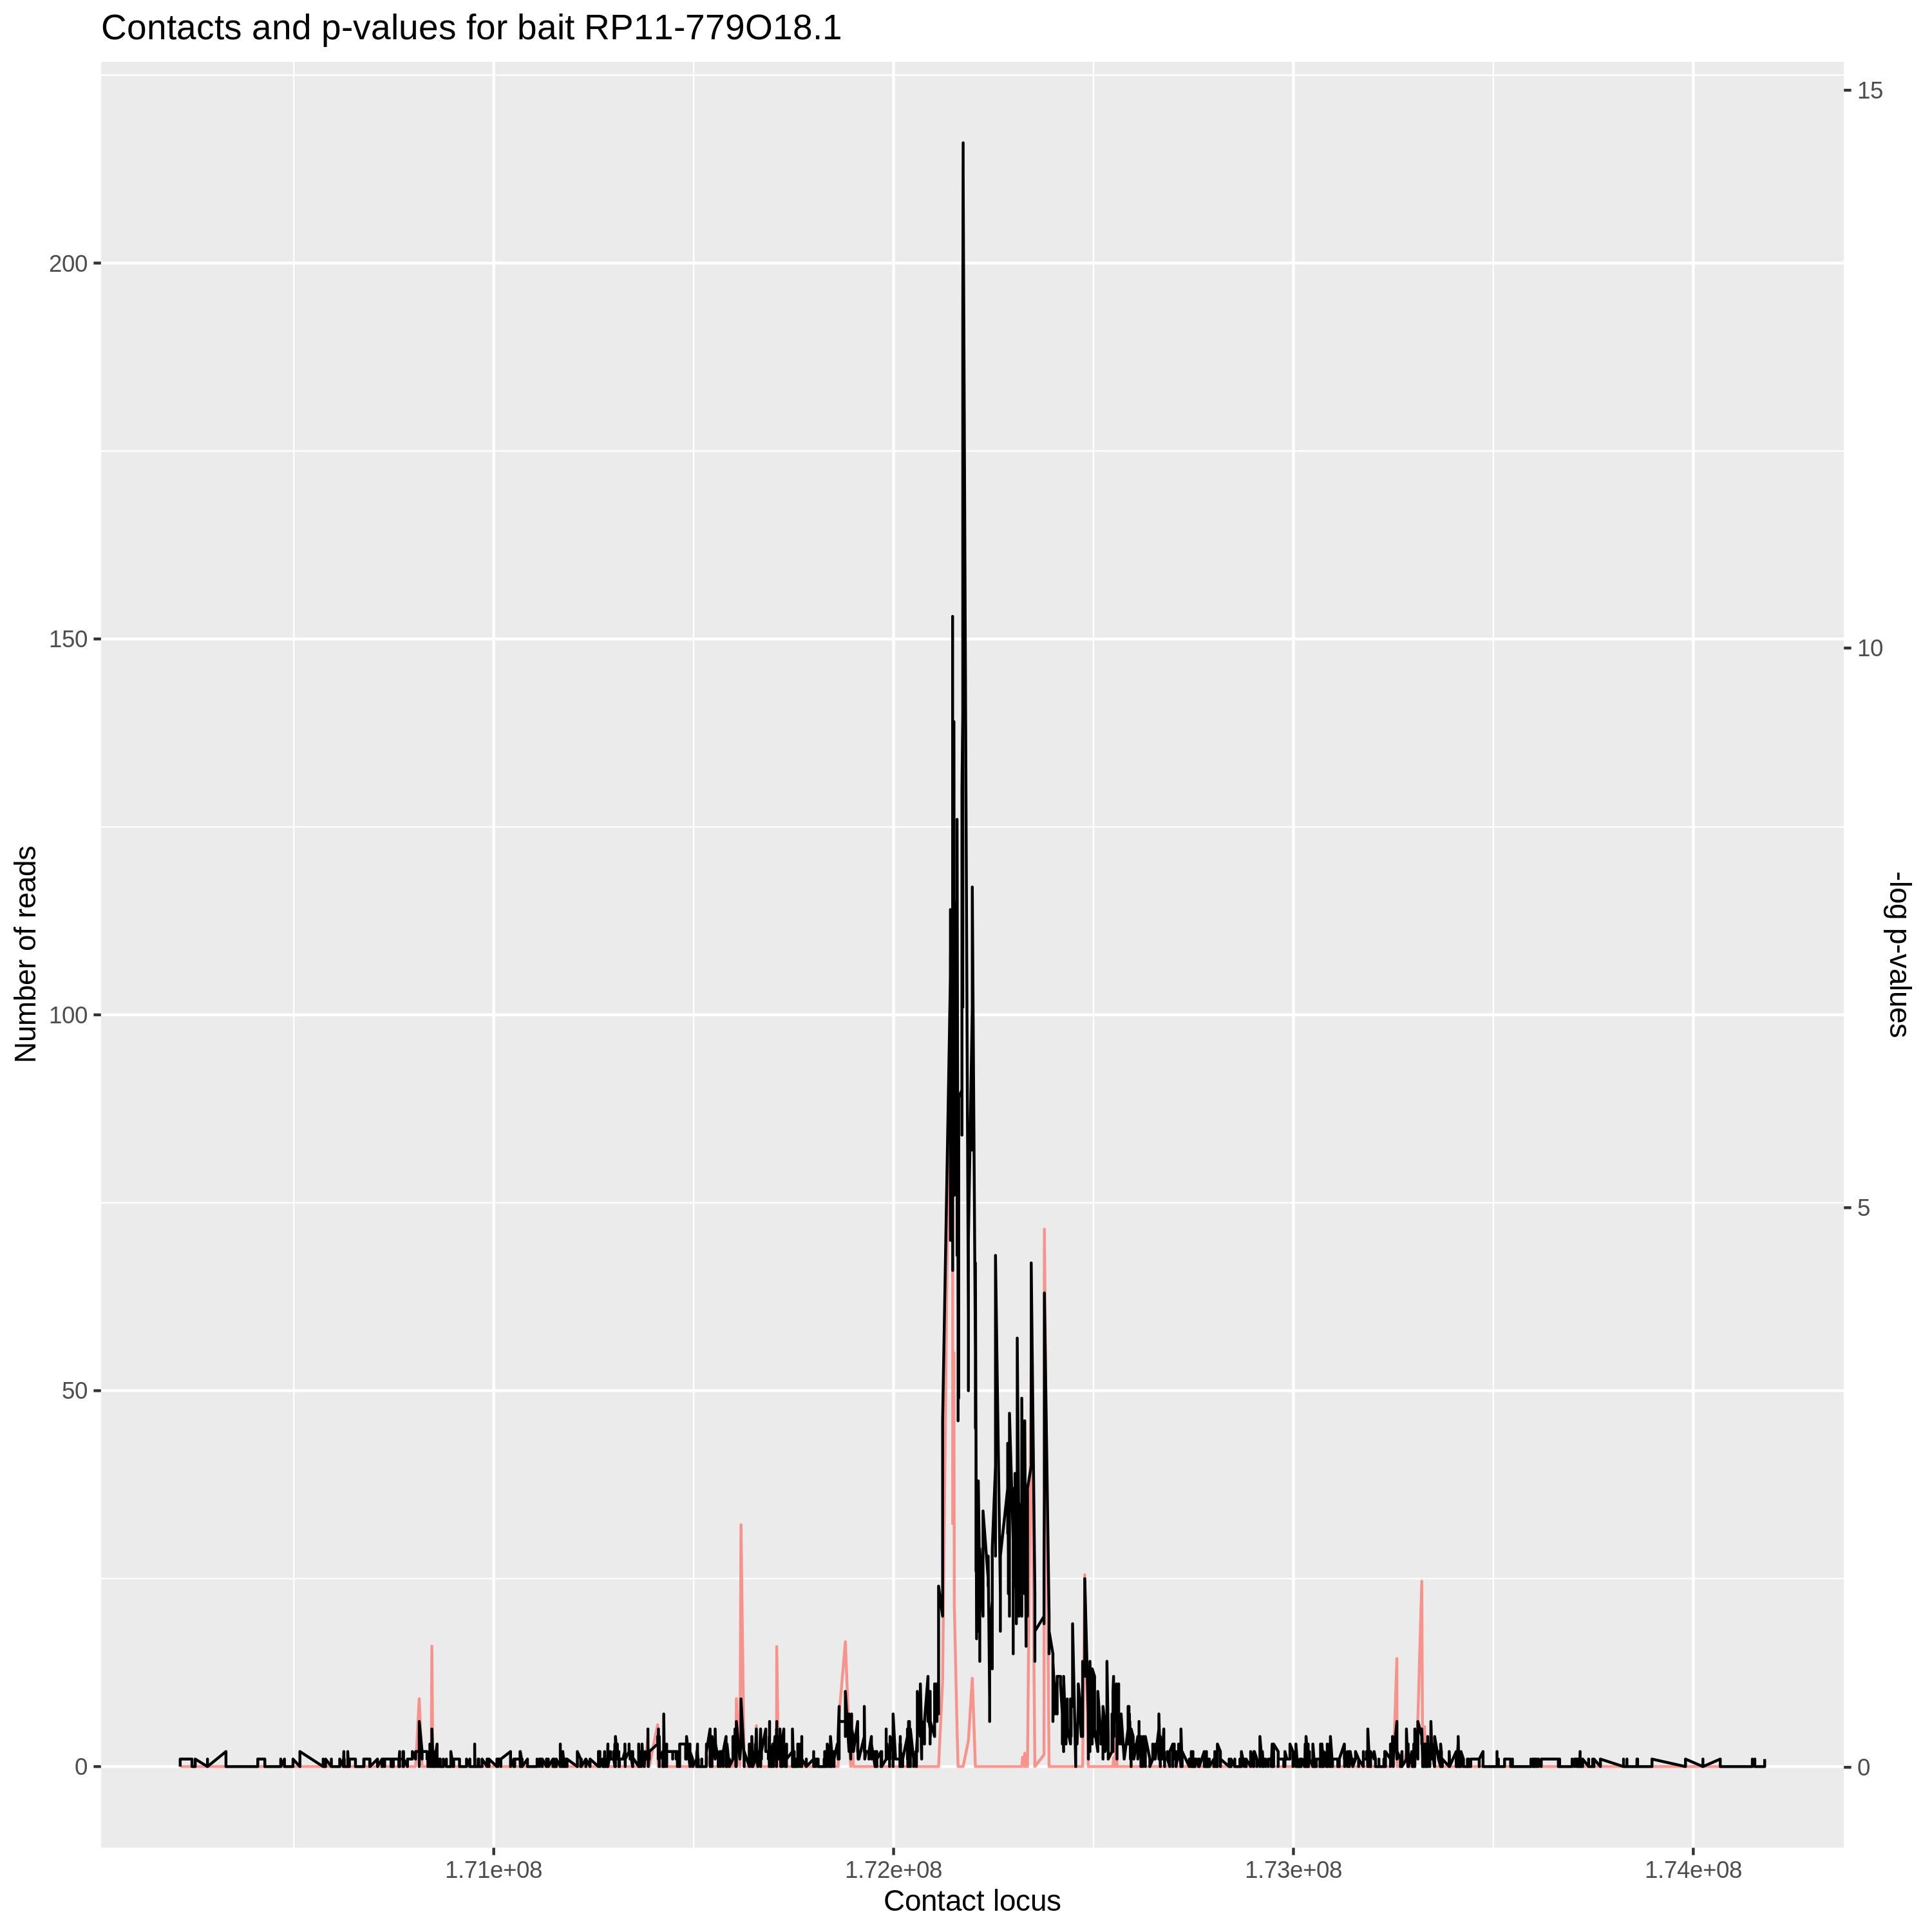 Contacts and p-values for bait RP11-779O18.1
15
200
150
10
Number of reads
-log p-values
100
5
50
0
0
1.71e+08 1.72e+08 1.73e+08 1.74e+08
Contact locus